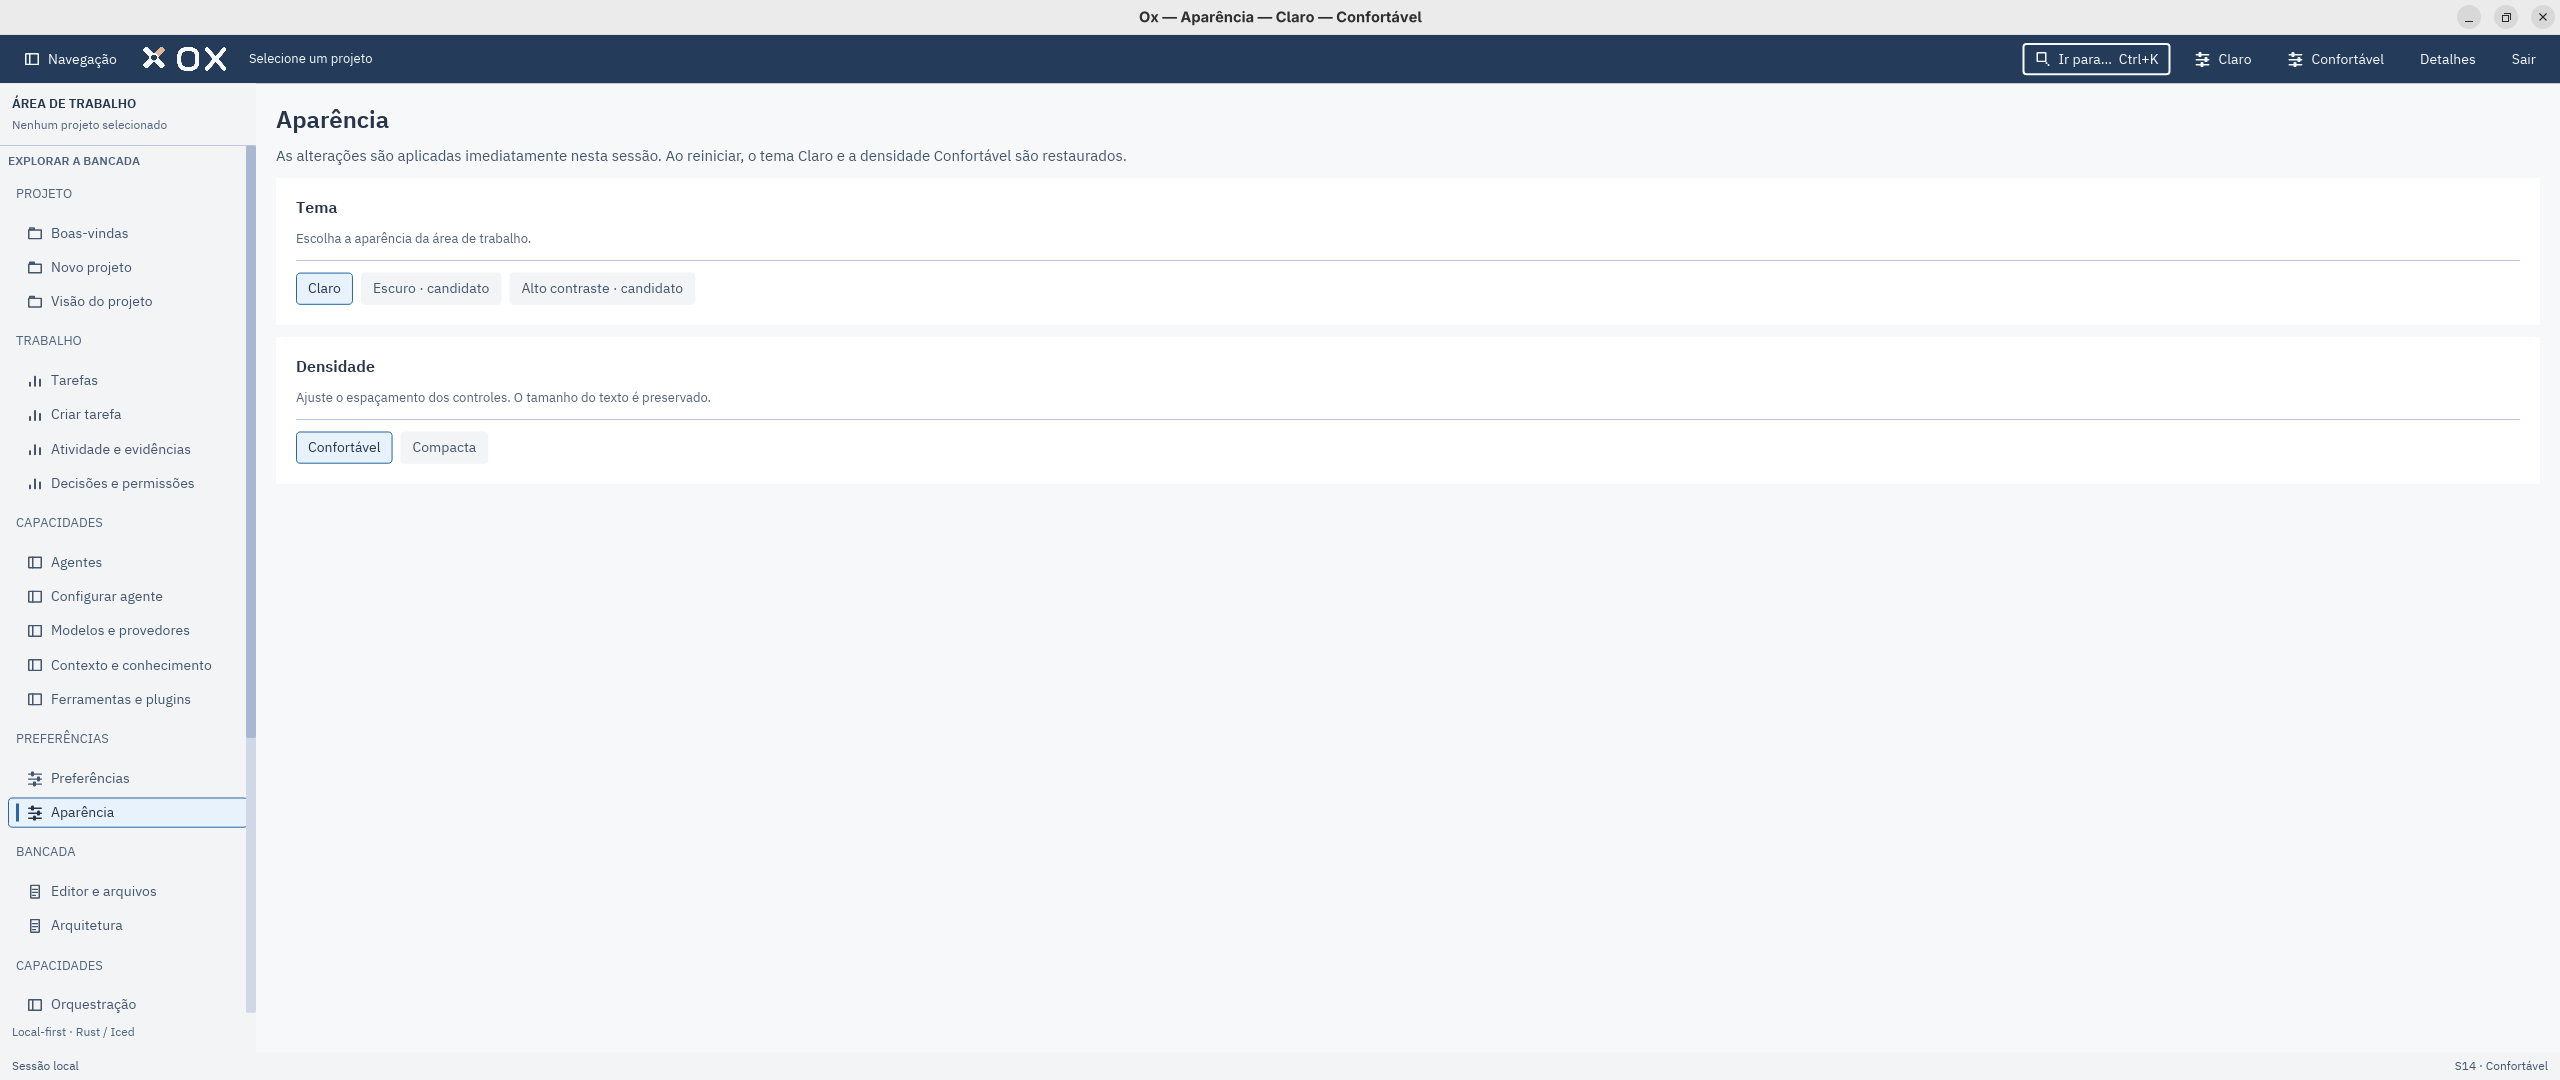 Ox — Aparência — Claro — Confortável
Navegação
OX
Selecione um projeto
Ir para... Ctrl+K
Claro
Confortável
Detalhes
Sair
ÁREA DE TRABALHO
Nenhum projeto selecionado
EXPLORAR A BANCADA
PROJETO
Boas-vindas
Novo projeto
Visão do projeto
TRABALHO
Tarefas
Criar tarefa
Atividade e evidências
Decisões e permissões
CAPACIDADES
Agentes
Configurar agente
Modelos e provedores
Contexto e conhecimento
Ferramentas e plugins
PREFERÊNCIAS
Preferências
Aparência
BANCADA
Editor e arquivos
Arquitetura
CAPACIDADES
Orquestração
Local-first · Rust / Iced
Aparência
As alterações são aplicadas imediatamente nesta sessão. Ao reiniciar, o tema Claro e a densidade Confortável são restaurados.
Tema
Escolha a aparência da área de trabalho.
Claro
Escuro · candidato
Alto contraste · candidato
Densidade
Ajuste o espaçamento dos controles. O tamanho do texto é preservado.
Confortável
Compacta
Sessão local
S14 · Confortável